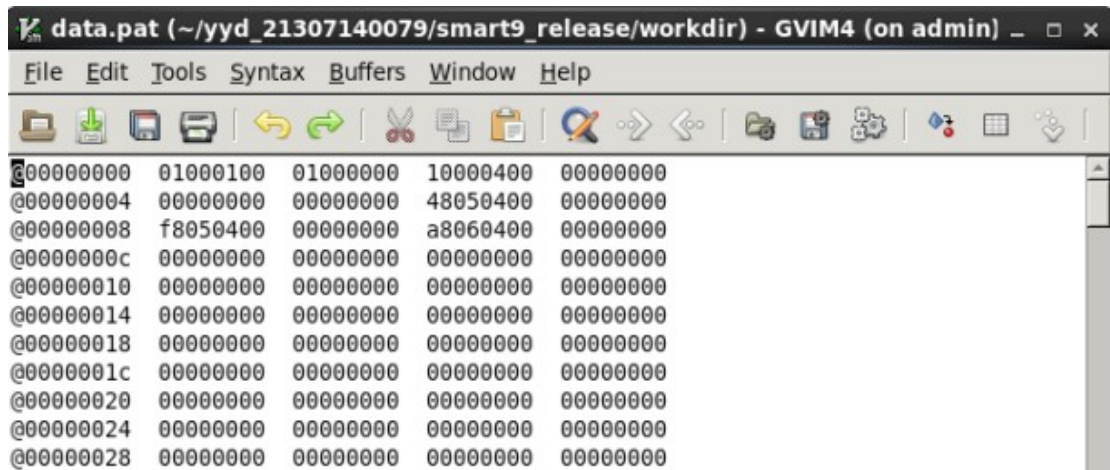 data.pat (~/yyd_21307140079/smart9_release/workdir) - GVIM4 (on admin)
File Edit Tools Syntax Buffers Window Help
@00000000 01000100 01000000 10000400 00000000
@00000004 00000000 00000000 48050400 00000000
@00000008 f8050400 00000000 a8060400 00000000
@0000000c 00000000 00000000 00000000 00000000
@00000010 00000000 00000000 00000000 00000000
@00000014 00000000 00000000 00000000 00000000
@00000018 00000000 00000000 00000000 00000000
@0000001c 00000000 00000000 00000000 00000000
@00000020 00000000 00000000 00000000 00000000
@00000024 00000000 00000000 00000000 00000000
@00000028 00000000 00000000 00000000 00000000